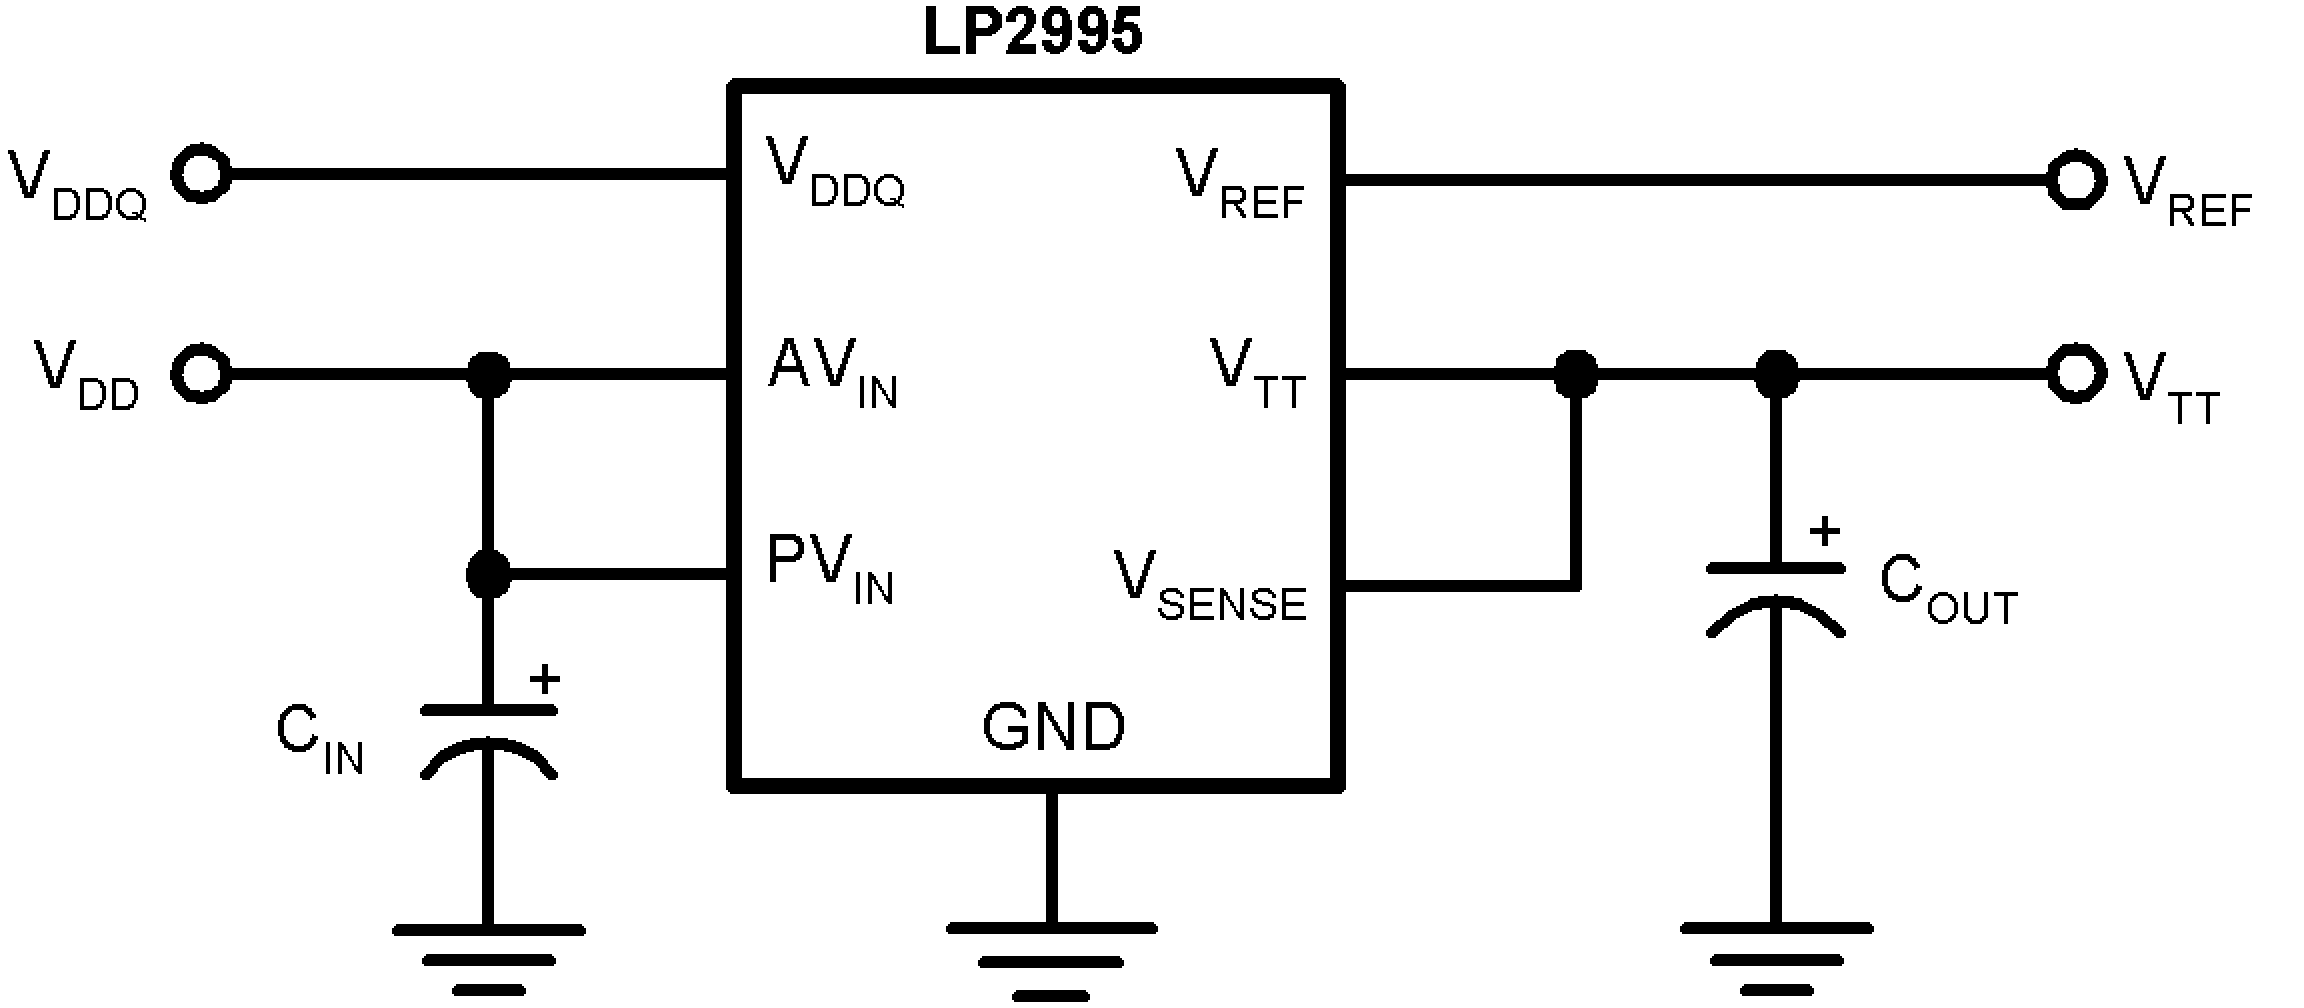 LP2995
VDDQ
VDDQ
VREF
VREF
VDD
AVIN
VTT
VTT
PVIN
VSENSE
+
COUT
+
CIN
GND